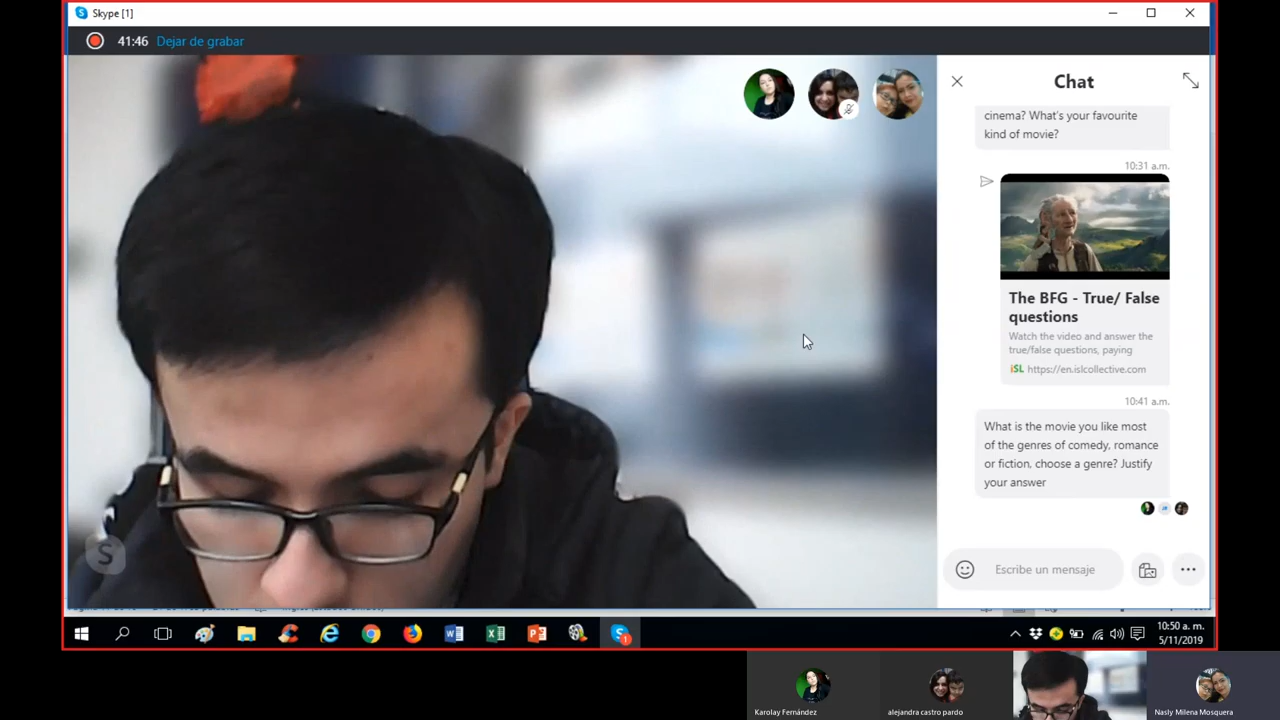 Skype [1]
41:46 Dejar de grabar
Chat
cinema? What's your favourite
kind of movie?
10:31 a.m.
The BFG - True/ False
questions
Watch the video and answer the
true/false questions, paying
iSL https://en.islcollective.com
10:41 a.m.
What is the movie you like most
of the genres of comedy, romance
or fiction, choose a genre? Justify
your answer
Escribe un mensaje
10:50 a. m.
5/11/2019
Karolay Fernández
alejandra castro pardo
Nasly Milena Mosquera